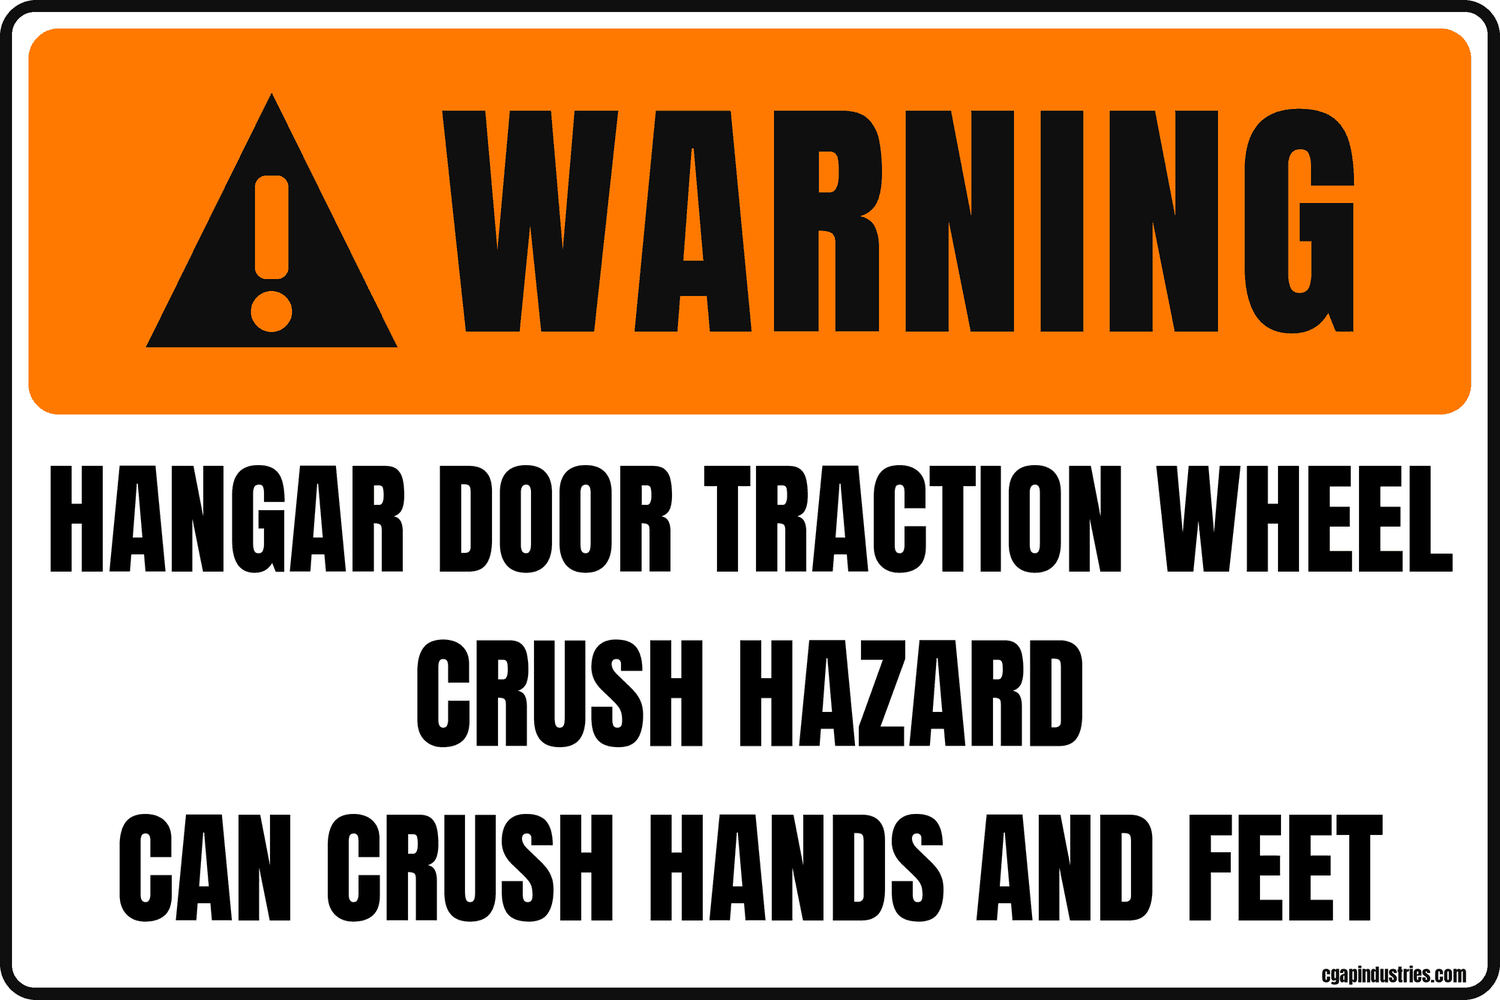 WARNING
HANGAR DOOR TRACTION WHEEL
CRUSH HAZARD
CAN CRUSH HANDS AND FEET
cgapindustries.com